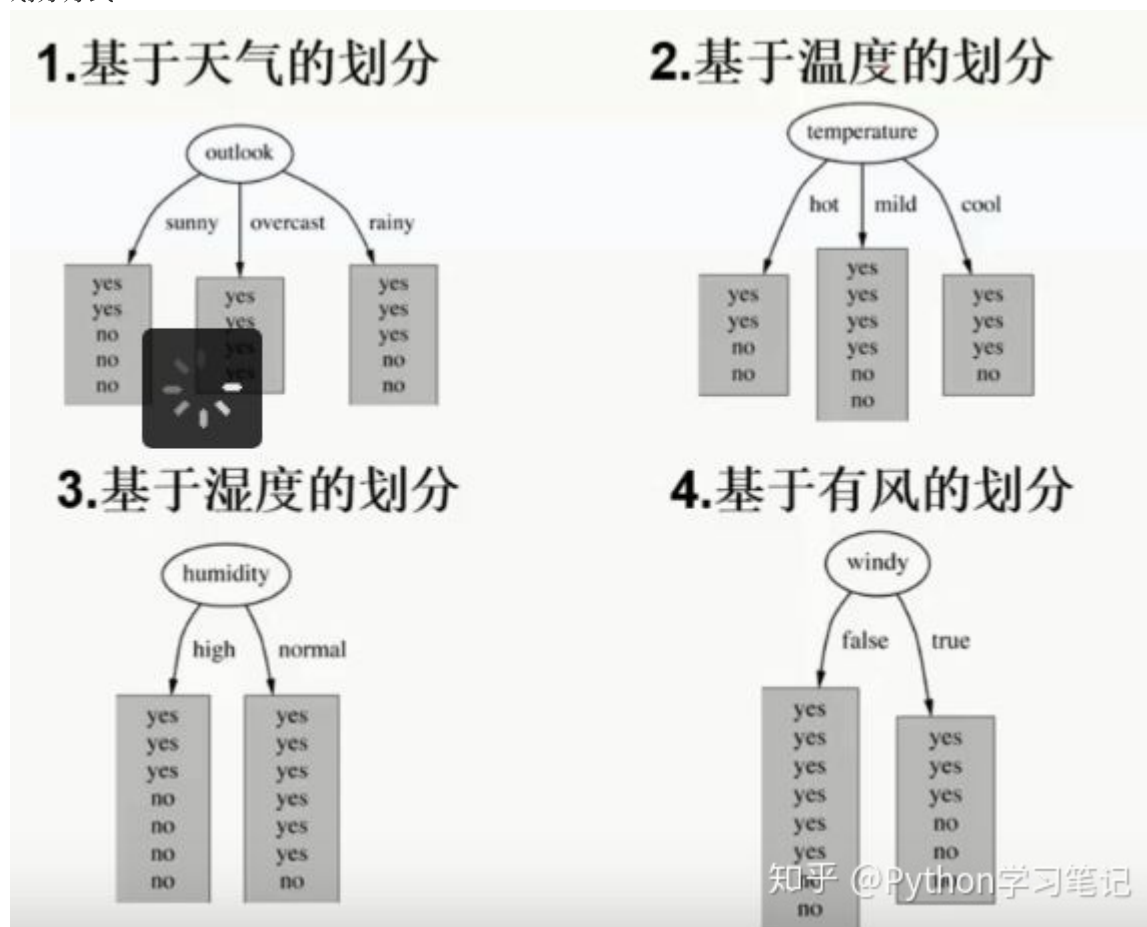 1.基于天气的划分
outlook
sunny
overcast
rainy
yes
yes
no
no
no
yes
yes
yes
yes
yes
yes
yes
no
no
2.基于温度的划分
temperature
hot
mild
cool
yes
yes
no
no
yes
yes
yes
yes
no
no
yes
yes
yes
no
3.基于湿度的划分
humidity
high
normal
yes
yes
yes
no
no
no
no
yes
yes
yes
yes
yes
yes
no
4.基于有风的划分
windy
false
true
yes
yes
yes
yes
yes
yes
no
no
yes
yes
yes
no
no
no
知乎 @Python学习笔记